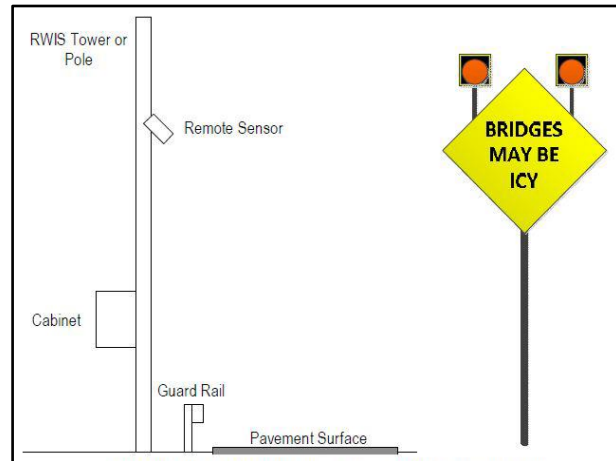 RWIS Tower or
Pole
Remote Sensor
BRIDGES
MAY BE
ICY
Cabinet
Guard Rail
Pavement Surface